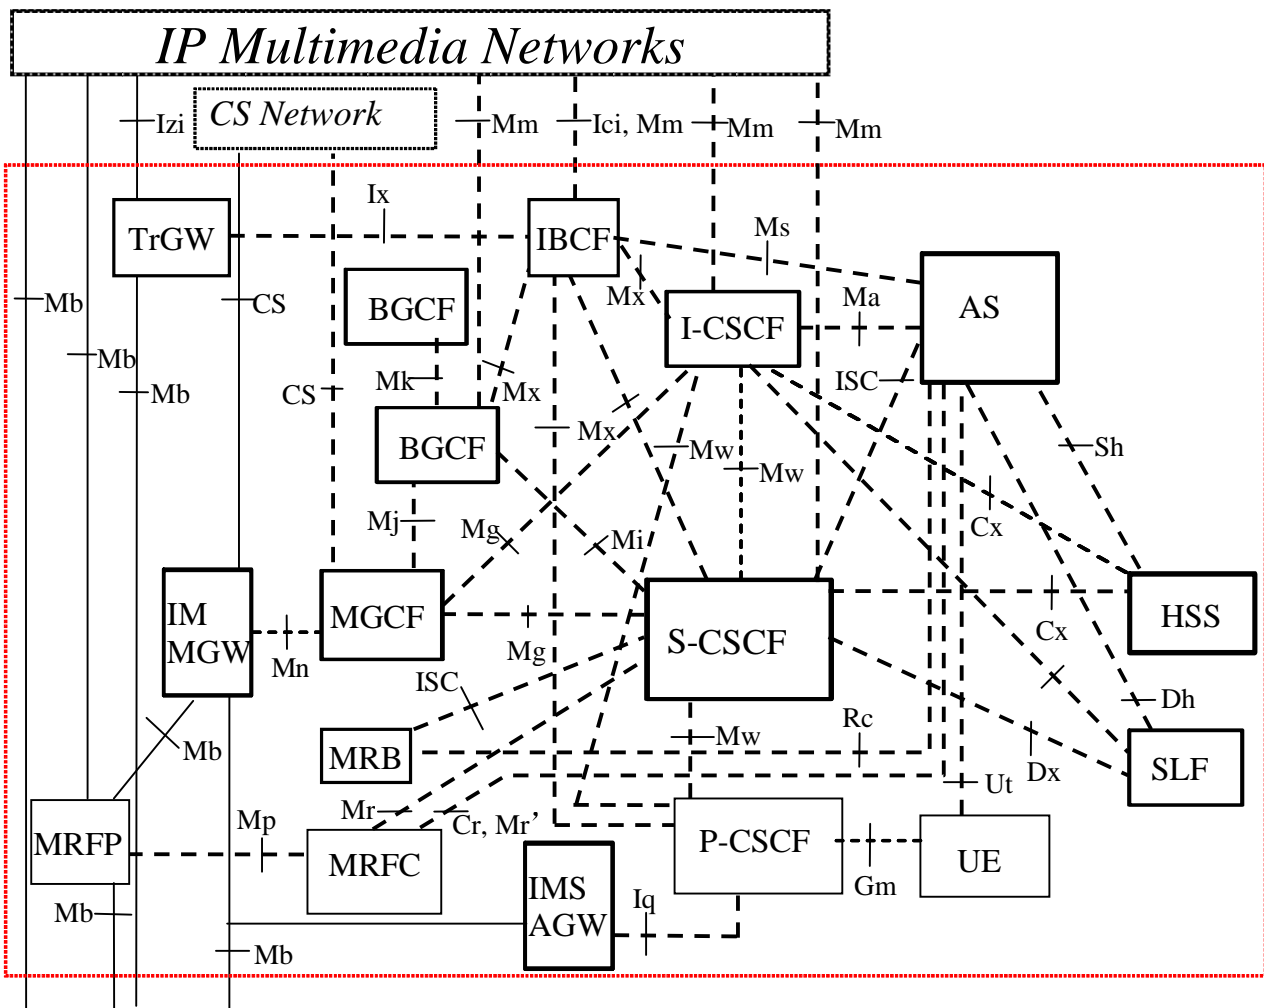 IP Multimedia Networks
CS Network
Izi
Mm
Ici, Mm
Mm
Mm
Ix
TrGW
IBCF
Ms
Mx
AS
Mb
CS
BGCF
I-CSCF
Ma
Mb
Mb
CS
Mk
Mx
ISC
BGCF
Mx
Mw
Mw
Sh
Mj
Mg
Mi
Cx
IM
MGW
MGCF
S-CSCF
HSS
Mn
Mg
Cx
ISC
Mb
Mw
Rc
Dh
MRB
Dx
SLF
Ut
Mr
Cr, Mr’
Mp
MRFP
MRFC
P-CSCF
UE
Gm
IMS
AGW
Iq
Mb
Mb